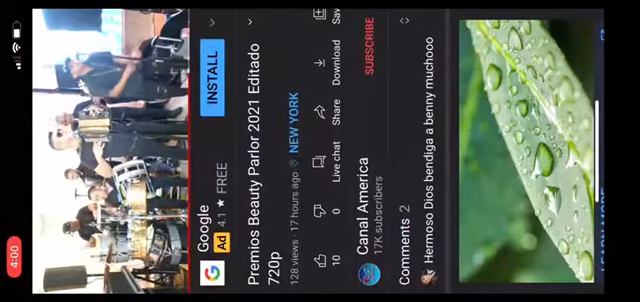 4:00
Google
Ad 4.1 ★ FREE
INSTALL
Premios Beauty Parlor 2021 Editado
720p
128 views · 17 hours ago NEW YORK
10
0
Live chat
Share
Download
Sav
Canal America
17K subscribers
SUBSCRIBE
Comments 2
Hermoso Dios bendiga a benny muchooo
LEARN MORE